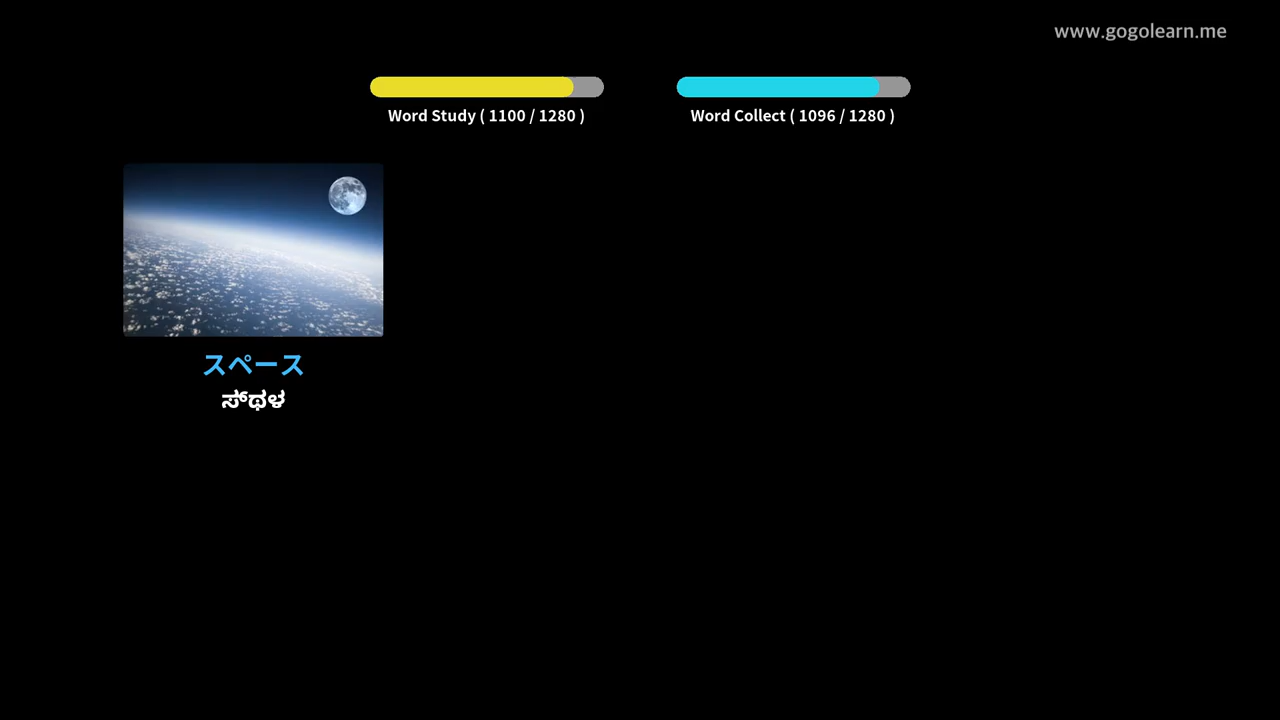 www.gogolearn.me
Word Study ( 1100 / 1280 )
Word Collect ( 1096 / 1280 )
スペース
ಸ್ಥಳ